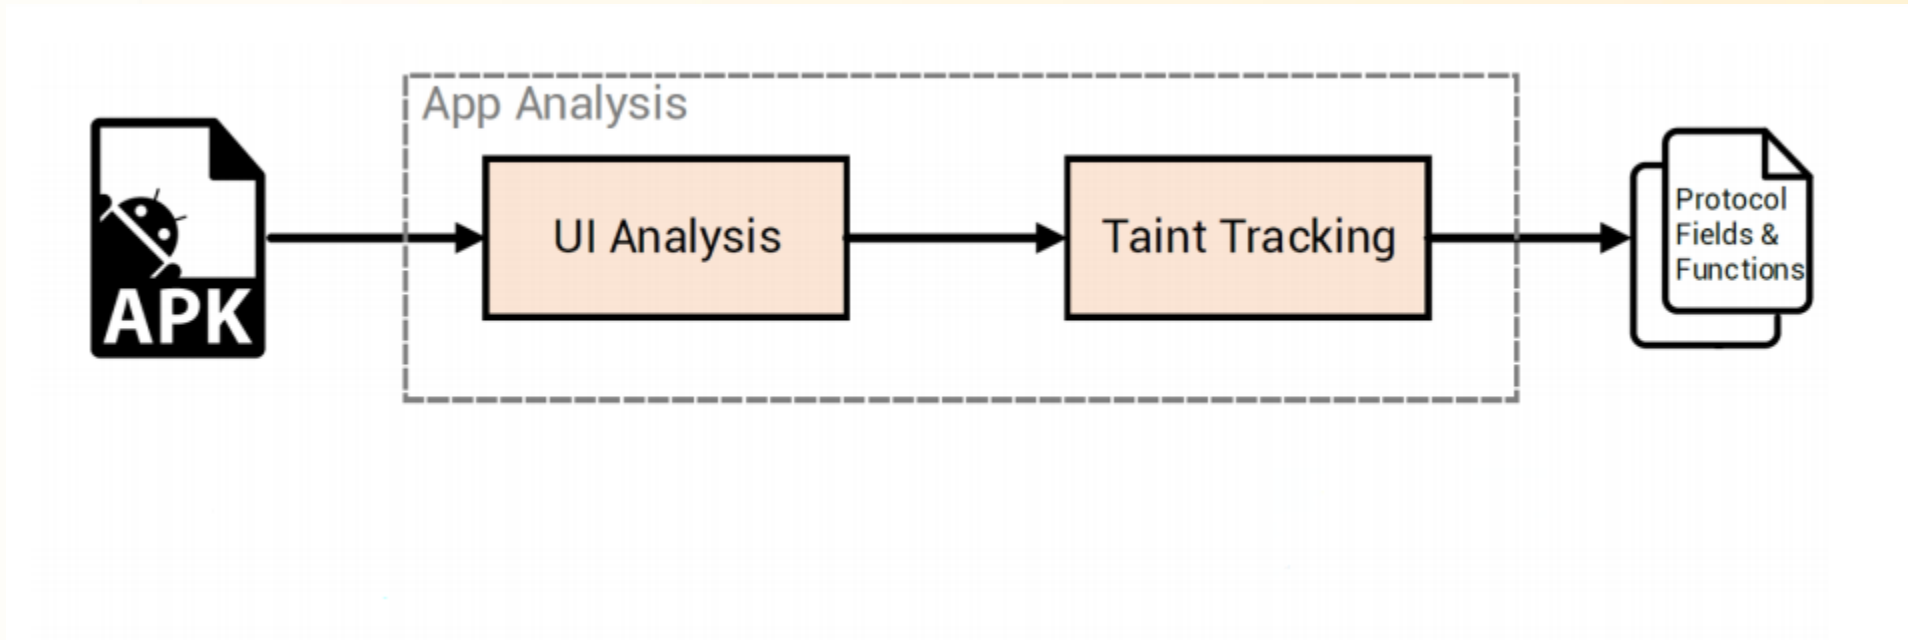 App Analysis
APK
UI Analysis
Taint Tracking
Protocol
Fields &
Functions